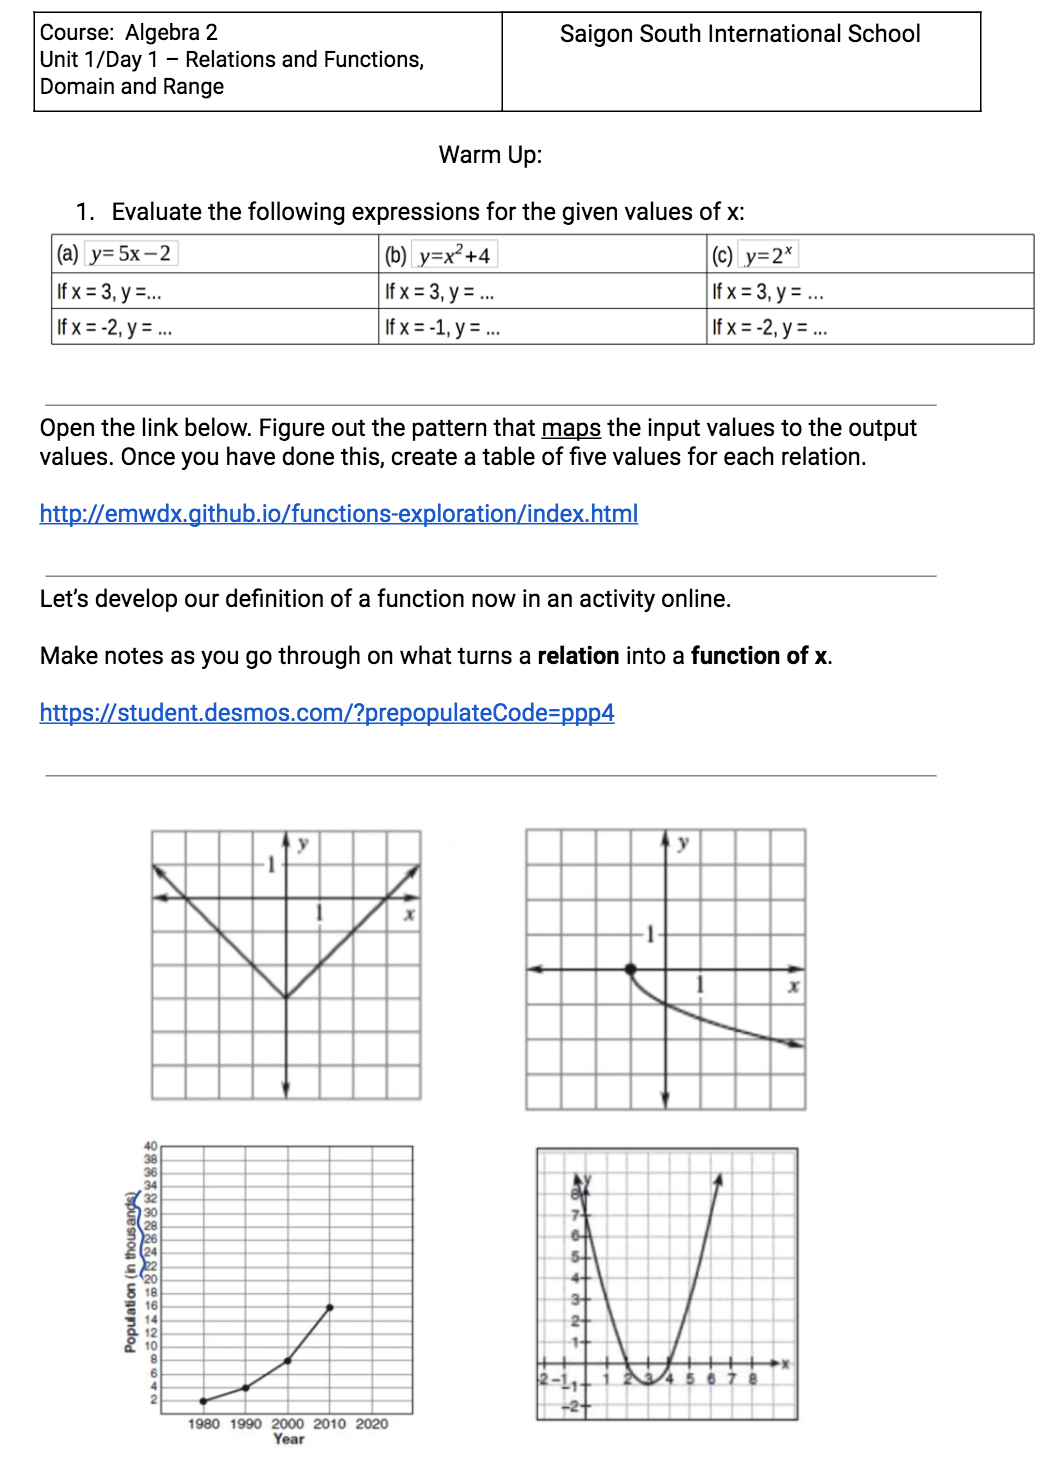 Course: Algebra 2
Unit 1/Day 1 – Relations and Functions,
Domain and Range
Saigon South International School
Warm Up:
1. Evaluate the following expressions for the given values of x:
(a) y= 5x – 2
(b) y=x²+4
(c) y=2ˣ
If x = 3, y =...
If x = 3, y = ...
If x = 3, y = ...
If x = -2, y = ...
If x = -1, y = ...
If x = -2, y = ...
Open the link below. Figure out the pattern that maps the input values to the output
values. Once you have done this, create a table of five values for each relation.
http://emwdx.github.io/functions-exploration/index.html
Let's develop our definition of a function now in an activity online.
Make notes as you go through on what turns a relation into a function of x.
https://student.desmos.com/?prepopulateCode=ppp4
y
1
1
x
y
1
1
x
40
38
36
34
32
30
28
26
24
22
20
18
16
14
12
10
8
6
4
2
Population (in thousands)
1980 1990 2000 2010 2020
Year
y
8
7
6
5
4
3
2
1
x
-2 -1 1 2 3 4 5 6 7 8
-1
-2